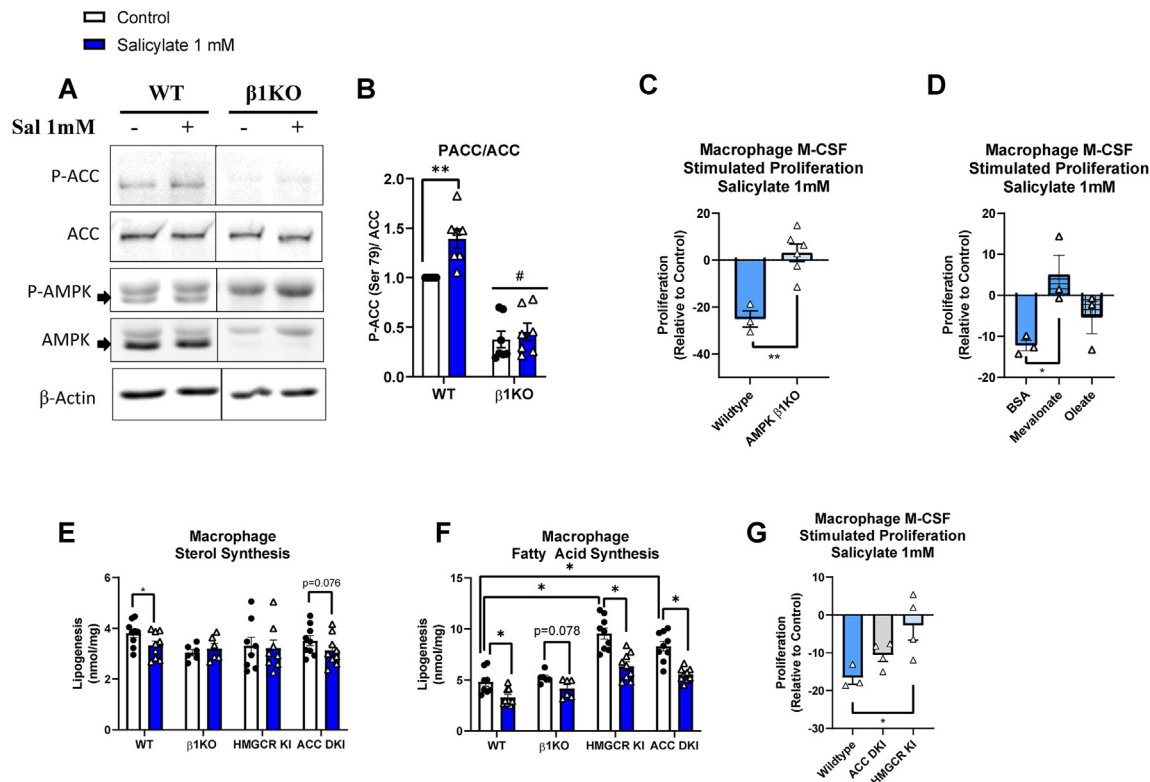 Control
Salicylate 1 mM
A
WT
β1KO
Sal 1mM
-
+
-
+
P-ACC
ACC
P-AMPK
AMPK
β-Actin
B
PACC/ACC
P-ACC (Ser 79)/ ACC
2.0
1.5
1.0
0.5
0.0
**
#
WT
β1KO
C
Macrophage M-CSF
Stimulated Proliferation
Salicylate 1mM
Proliferation
(Relative to Control)
20
0
-20
-40
**
Wildtype
AMPK β1KO
D
Macrophage M-CSF
Stimulated Proliferation
Salicylate 1mM
Proliferation
(Relative to Control)
20
10
0
-10
-20
*
BSA
Mevalonate
Oleate
E
Macrophage
Sterol Synthesis
Lipogenesis
(nmol/mg)
6
4
2
0
*
p=0.076
WT
β1KO
HMGCR KI
ACC DKI
F
Macrophage
Fatty Acid Synthesis
Lipogenesis
(nmol/mg)
15
10
5
0
*
*
*
*
*
p=0.078
WT
β1KO
HMGCR KI
ACC DKI
G
Macrophage M-CSF
Stimulated Proliferation
Salicylate 1mM
Proliferation
(Relative to Control)
10
0
-10
-20
-30
*
Wildtype
ACC DKI
HMGCR KI